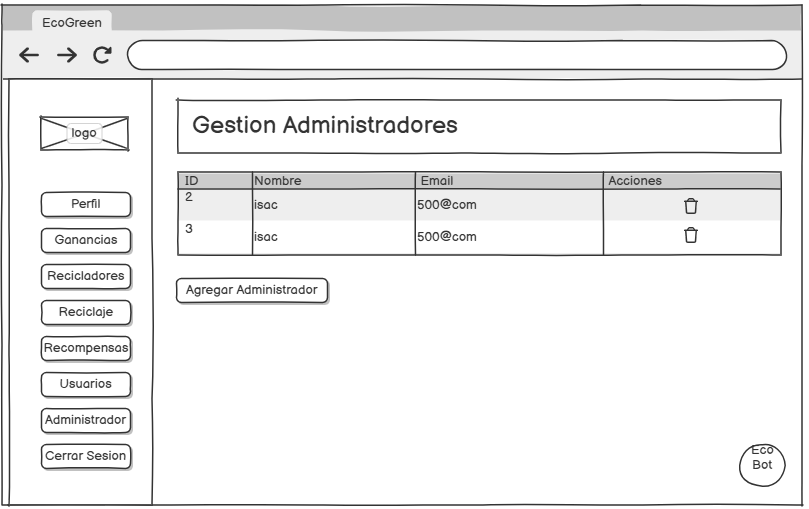 EcoGreen
logo
Perfil
Ganancias
Recicladores
Reciclaje
Recompensas
Usuarios
Administrador
Cerrar Sesion
Gestion Administradores
ID Nombre Email Acciones
2 isac 500@com
3 isac 500@com
Agregar Administrador
Eco
Bot